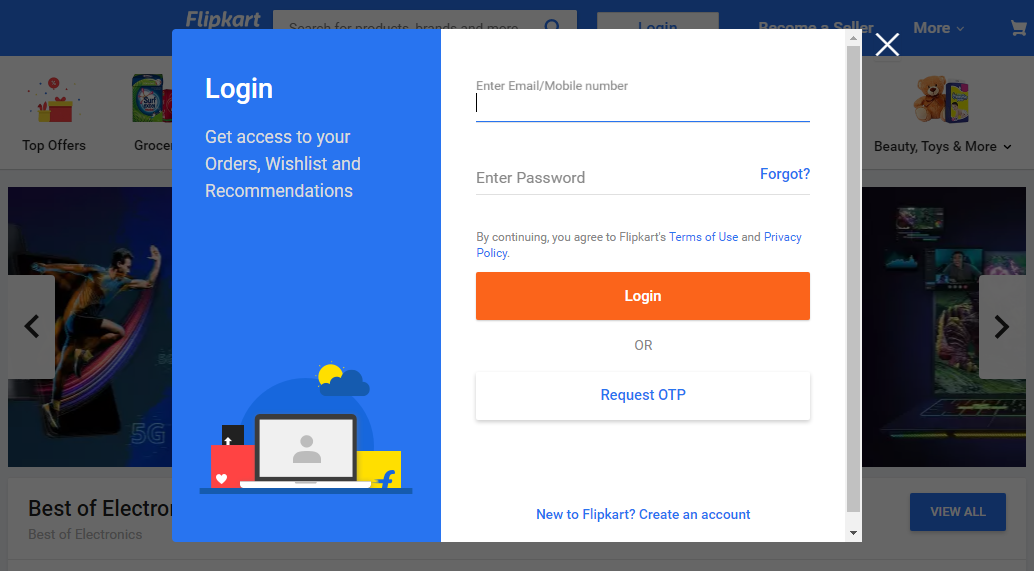 Flipkart
Search for products, brands and more
Login
Become a Seller
More
Top Offers
Groce
Beauty, Toys & More
Login
Get access to your
Orders, Wishlist and
Recommendations
Enter Email/Mobile number
Enter Password
Forgot?
By continuing, you agree to Flipkart's Terms of Use and Privacy
Policy.
Login
OR
Request OTP
New to Flipkart? Create an account
5G
5G
Best of Electron
Best of Electronics
VIEW ALL